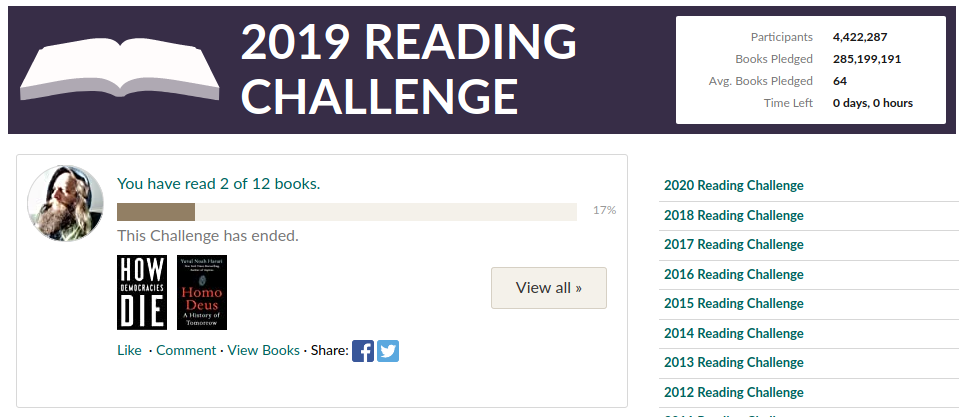 2019 READING
CHALLENGE
Participants 4,422,287
Books Pledged 285,199,191
Avg. Books Pledged 64
Time Left 0 days, 0 hours
You have read 2 of 12 books.
17%
This Challenge has ended.
HOW
DEMOCRACIES
DIE
Yuval Noah Harari
Homo
Deus
A History of
Tomorrow
View all »
Like · Comment · View Books · Share:
2020 Reading Challenge
2018 Reading Challenge
2017 Reading Challenge
2016 Reading Challenge
2015 Reading Challenge
2014 Reading Challenge
2013 Reading Challenge
2012 Reading Challenge